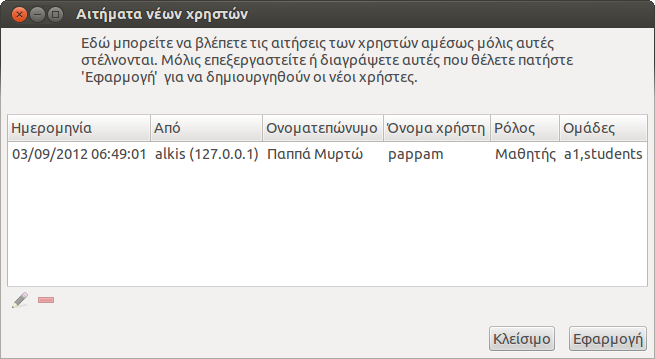 Αιτήματα νέων χρηστών
Εδώ μπορείτε να βλέπετε τις αιτήσεις των χρηστών αμέσως μόλις αυτές
στέλνονται. Μόλις επεξεργαστείτε ή διαγράψετε αυτές που θέλετε πατήστε
'Εφαρμογή' για να δημιουργηθούν οι νέοι χρήστες.
Ημερομηνία Από Ονοματεπώνυμο Όνομα χρήστη Ρόλος Ομάδες
03/09/2012 06:49:01 alkis (127.0.0.1) Παππά Μυρτώ pappam Μαθητής a1,students
Κλείσιμο Εφαρμογή